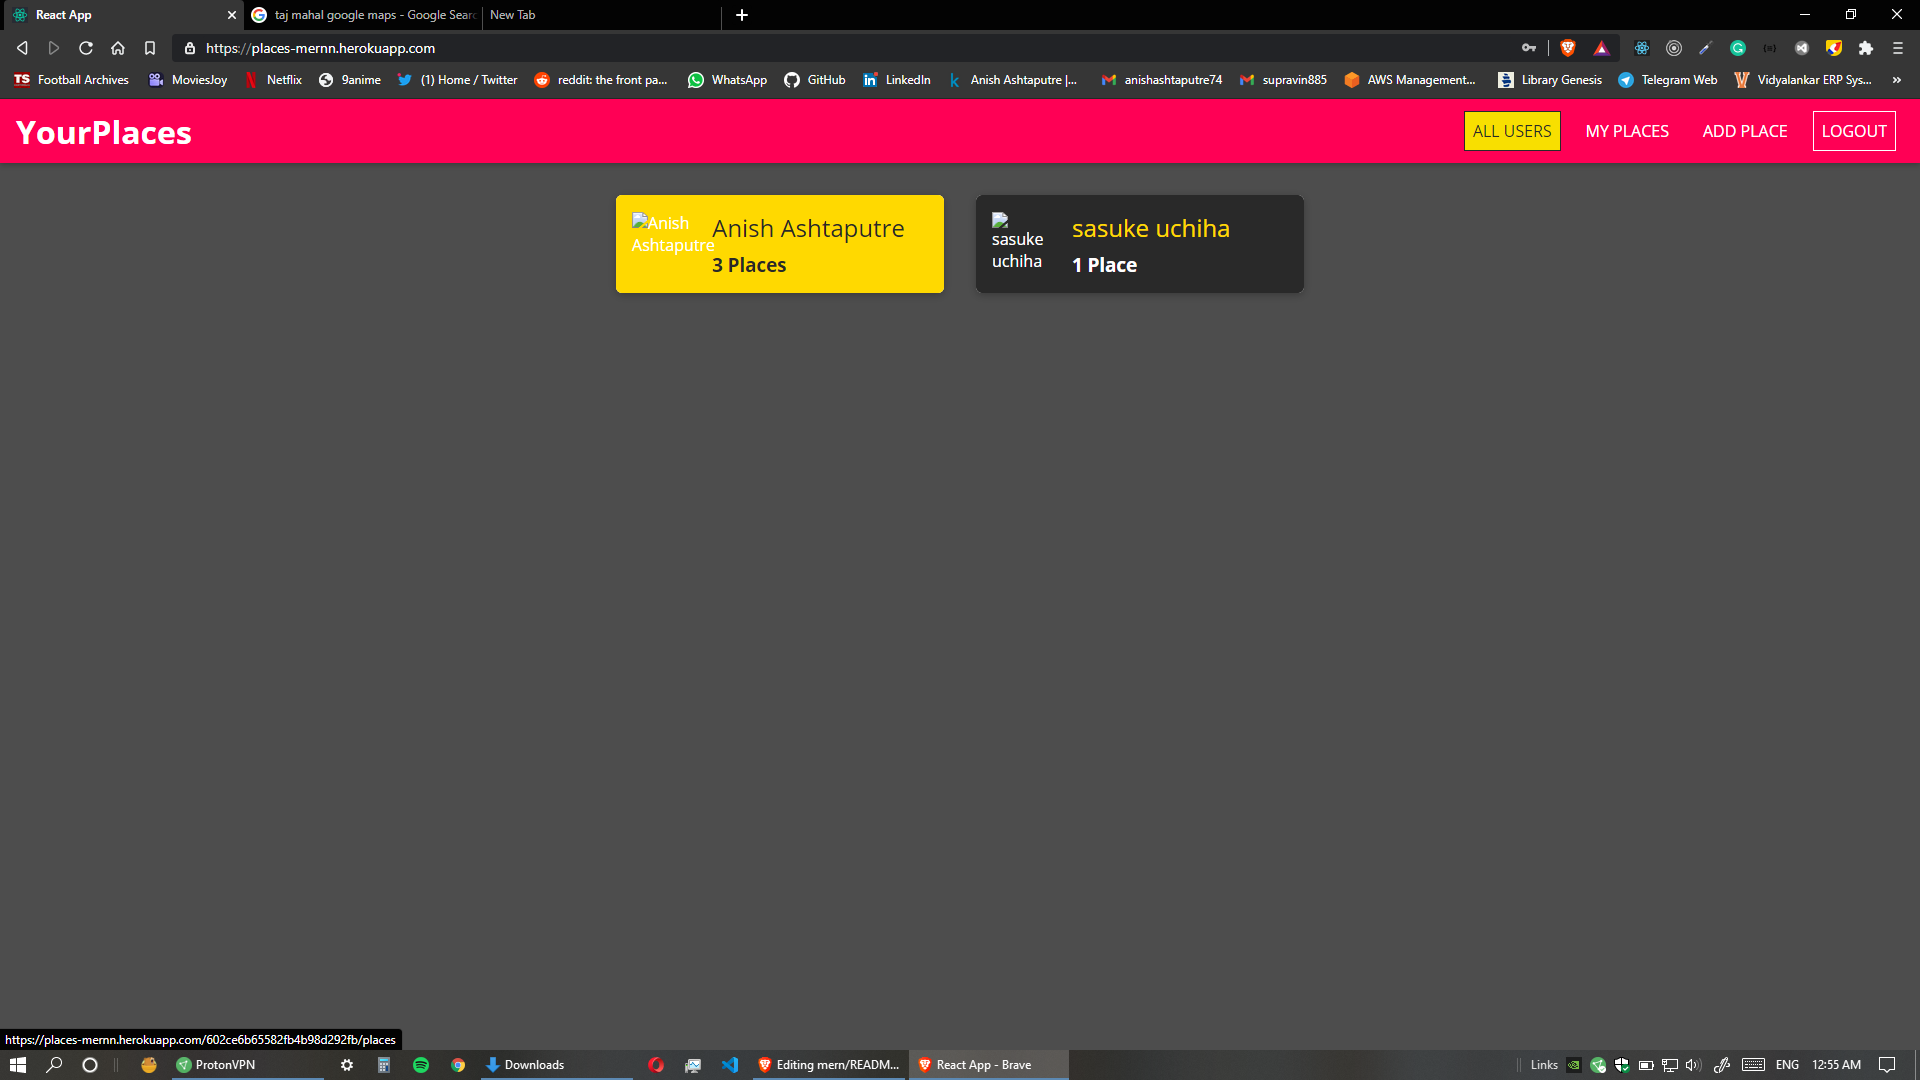 React App
taj mahal google maps - Google Sear
New Tab
https://places-mernn.herokuapp.com
TS Football Archives MoviesJoy Netflix 9anime (1) Home / Twitter reddit: the front pa... WhatsApp GitHub LinkedIn Anish Ashtaputre |... anishashtaputre74 supravin885 AWS Management... Library Genesis Telegram Web Vidyalankar ERP Sys... »
YourPlaces
ALL USERS MY PLACES ADD PLACE LOGOUT
Anish
Ashtaputre
Anish Ashtaputre
3 Places
sasuke
uchiha
sasuke uchiha
1 Place
https://places-mernn.herokuapp.com/602ce6b65582fb4b98d292fb/places
ProtonVPN Downloads Editing mern/READM... React App - Brave Links ENG 12:55 AM